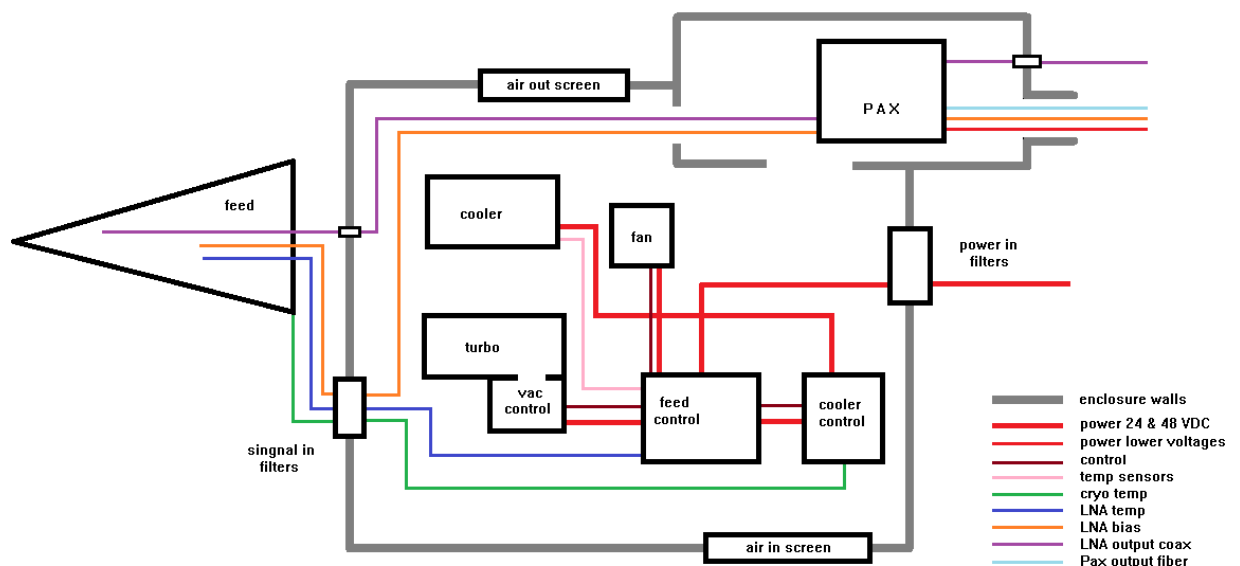 air out screen
PAX
feed
cooler
fan
power in
filters
turbo
vac
control
feed
control
cooler
control
singnal in
filters
air in screen
enclosure walls
power 24 & 48 VDC
power lower voltages
control
temp sensors
cryo temp
LNA temp
LNA bias
LNA output coax
Pax output fiber